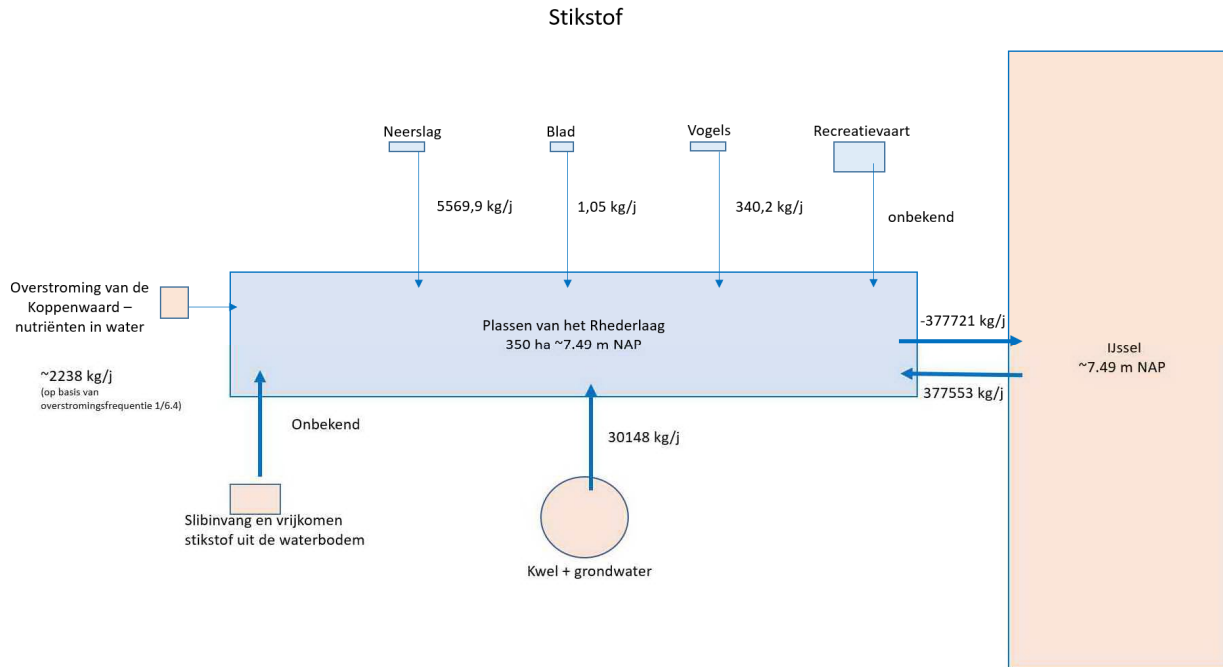 Stikstof
Neerslag
Blad
Vogels
Recreatievaart
5569,9 kg/j
1,05 kg/j
340,2 kg/j
onbekend
Overstroming van de
Koppenwaard –
nutriënten in water
~2238 kg/j
(op basis van
overstromingsfrequentie 1/6.4)
Plassen van het Rhederlaag
350 ha ~7.49 m NAP
-377721 kg/j
377553 kg/j
IJssel
~7.49 m NAP
Onbekend
30148 kg/j
Slibinvang en vrijkomen
stikstof uit de waterbodem
Kwel + grondwater